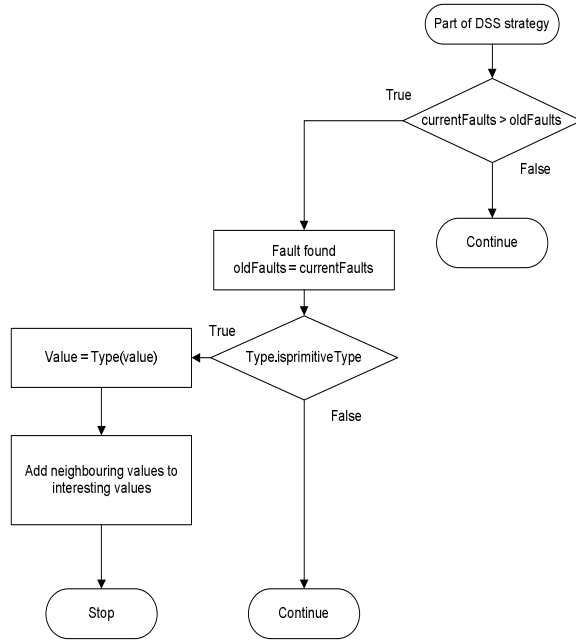 Part of DSS strategy
True
currentFaults > oldFaults
False
Continue
Fault found
oldFaults = currentFaults
True
Value = Type(value)
Type.isprimitiveType
False
Add neighbouring values to
interesting values
Stop
Continue